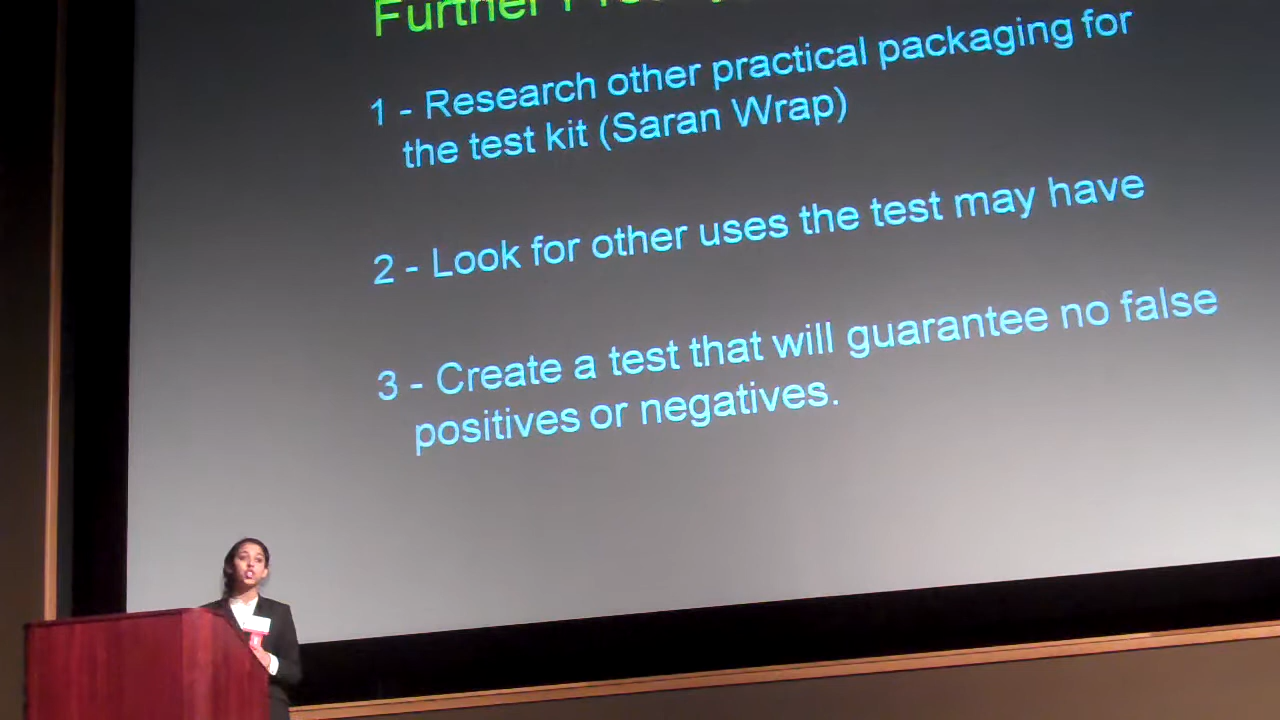 Further
1 - Research other practical packaging for
the test kit (Saran Wrap)
2 - Look for other uses the test may have
3 - Create a test that will guarantee no false
positives or negatives.